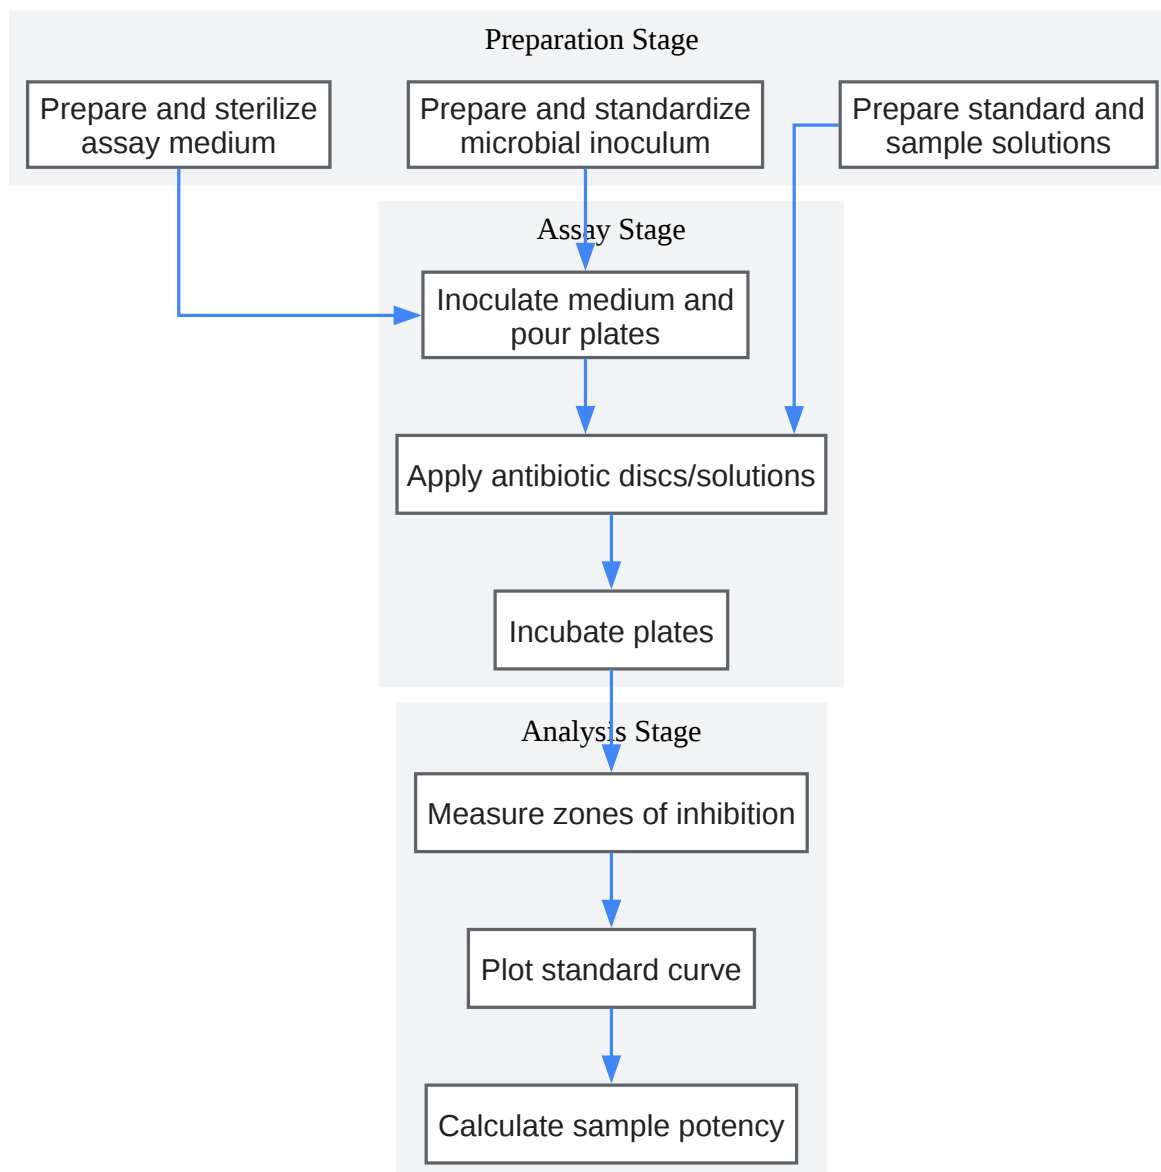 Preparation Stage
Prepare and sterilize
assay medium
Prepare and standardize
microbial inoculum
Prepare standard and
sample solutions
Assay Stage
Inoculate medium and
pour plates
Apply antibiotic discs/solutions
Incubate plates
Analysis Stage
Measure zones of inhibition
Plot standard curve
Calculate sample potency